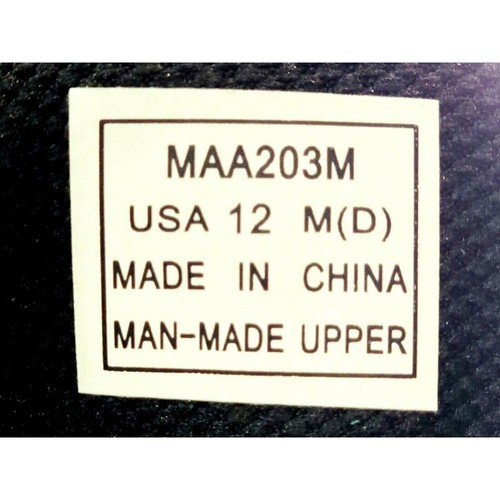 MAA203M
USA 12 M(D)
MADE IN CHINA
MAN-MADE UPPER